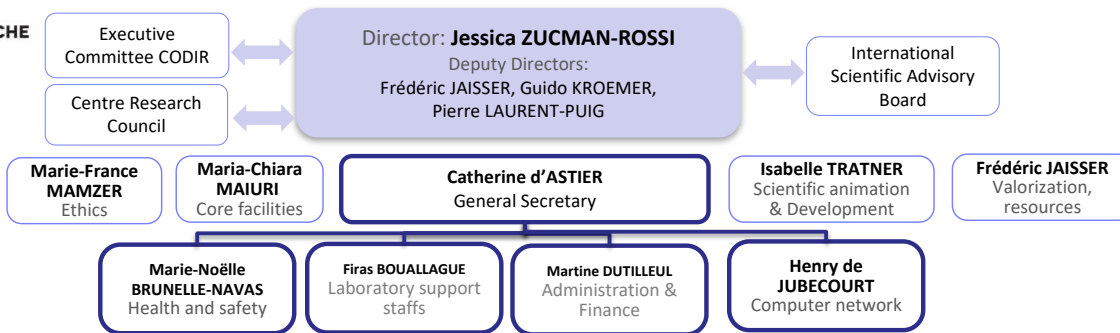 CHE
Executive
Committee CODIR
Director: Jessica ZUCMAN-ROSSI
Deputy Directors:
Frédéric JAISSER, Guido KROEMER,
Pierre LAURENT-PUIG
International
Scientific Advisory
Board
Centre Research
Council
Marie-France
MAMZER
Ethics
Maria-Chiara
MAIURI
Core facilities
Catherine d’ASTIER
General Secretary
Isabelle TRATNER
Scientific animation
& Development
Frédéric JAISSER
Valorization,
resources
Marie-Noëlle
BRUNELLE-NAVAS
Health and safety
Firas BOUALLAGUE
Laboratory support
staffs
Martine DUTILLEUL
Administration &
Finance
Henry de
JUBECOURT
Computer network